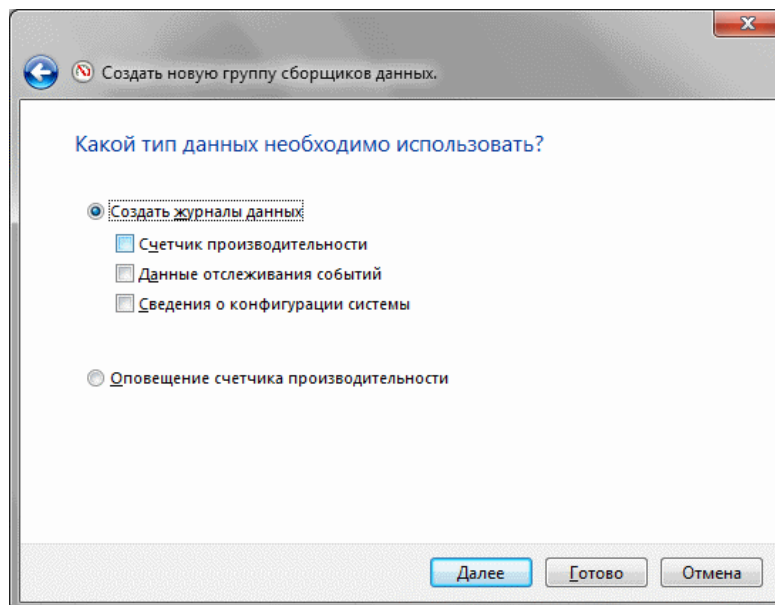 Создать новую группу сборщиков данных.
Какой тип данных необходимо использовать?
Создать журналы данных
Счетчик производительности
Данные отслеживания событий
Сведения о конфигурации системы
Оповещение счетчика производительности
Далее
Готово
Отмена